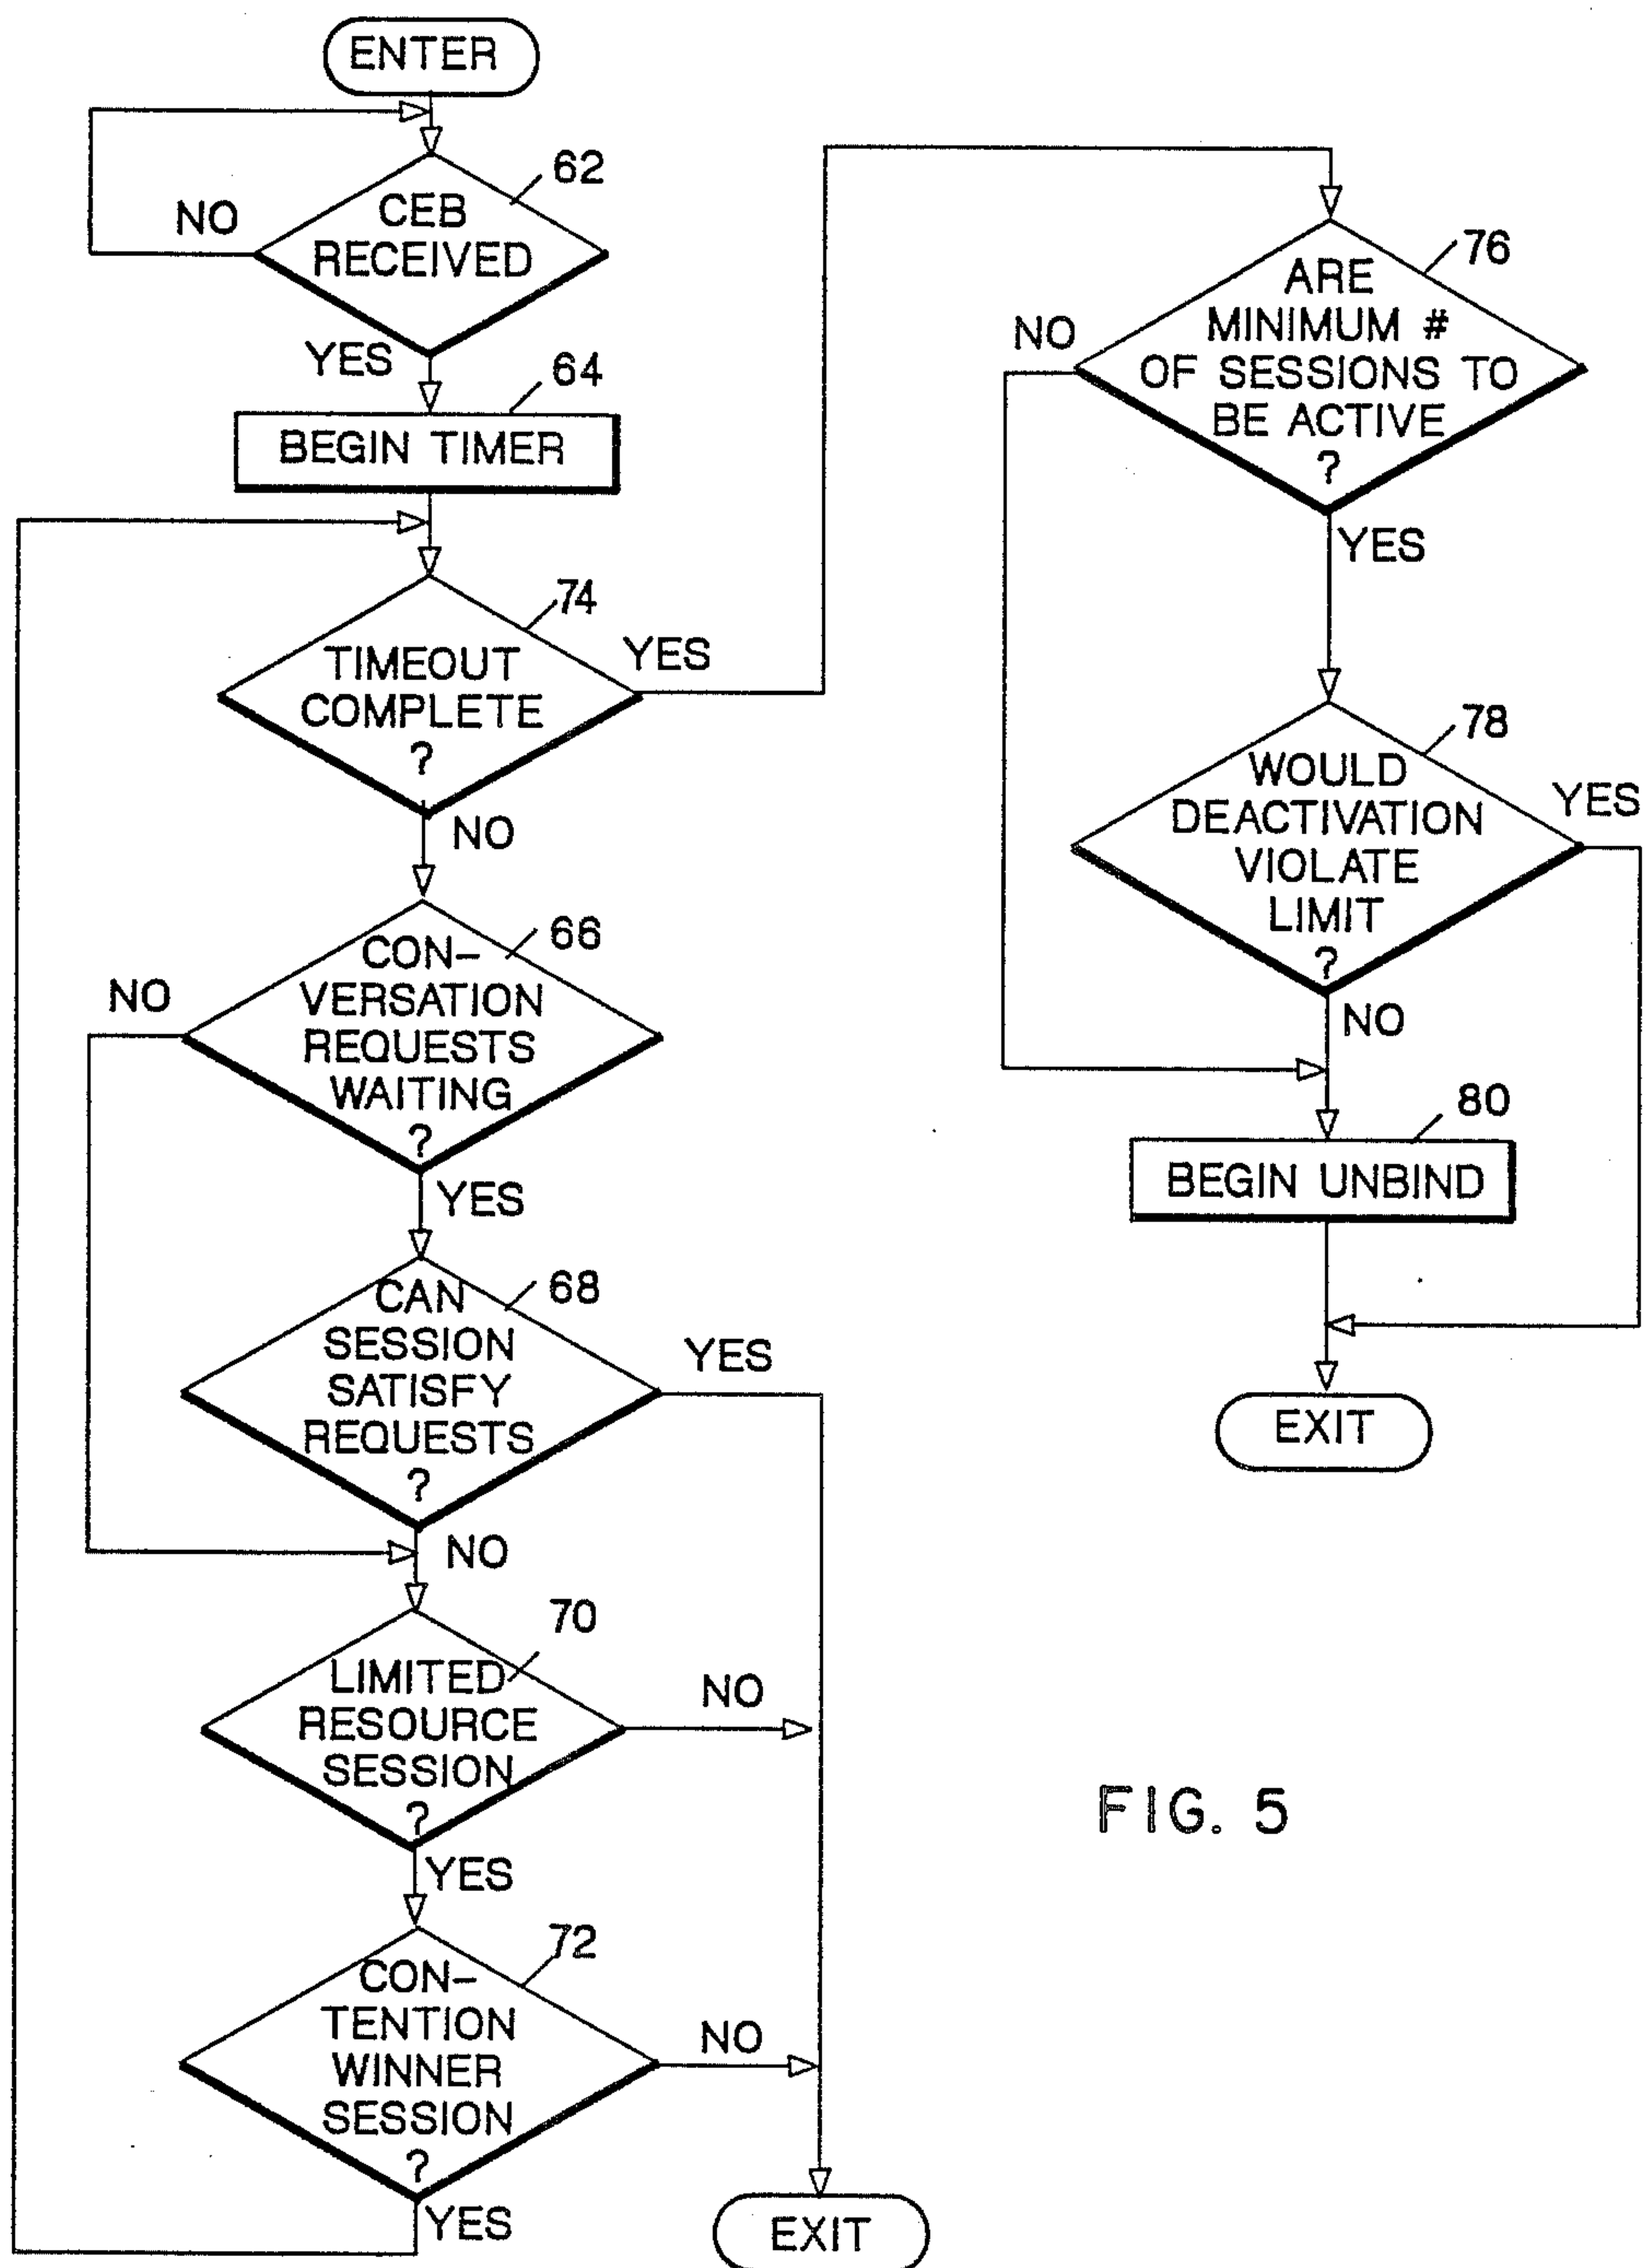 ENTER
62
CEB
RECEIVED
NO
YES
64
BEGIN TIMER
74
TIMEOUT
COMPLETE
?
YES
NO
66
CON-
VERSATION
REQUESTS
WAITING
?
NO
YES
68
CAN
SESSION
SATISFY
REQUESTS
?
YES
NO
70
LIMITED
RESOURCE
SESSION
?
NO
YES
72
CON-
TENTION
WINNER
SESSION
?
NO
YES
EXIT
76
ARE
MINIMUM #
OF SESSIONS TO
BE ACTIVE
?
NO
YES
78
WOULD
DEACTIVATION
VIOLATE
LIMIT
?
YES
NO
80
BEGIN UNBIND
EXIT
FIG. 5